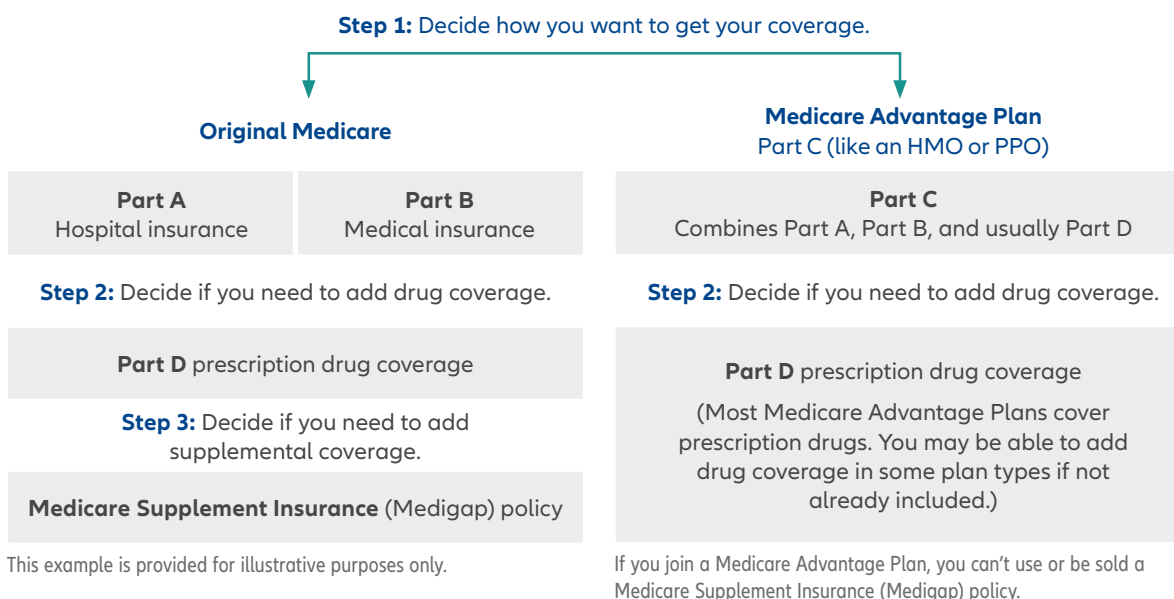 Step 1: Decide how you want to get your coverage.
Original Medicare
Part A
Hospital insurance
Part B
Medical insurance
Step 2: Decide if you need to add drug coverage.
Part D prescription drug coverage
Step 3: Decide if you need to add
supplemental coverage.
Medicare Supplement Insurance (Medigap) policy
This example is provided for illustrative purposes only.
Medicare Advantage Plan
Part C (like an HMO or PPO)
Part C
Combines Part A, Part B, and usually Part D
Step 2: Decide if you need to add drug coverage.
Part D prescription drug coverage
(Most Medicare Advantage Plans cover
prescription drugs. You may be able to add
drug coverage in some plan types if not
already included.)
If you join a Medicare Advantage Plan, you can't use or be sold a
Medicare Supplement Insurance (Medigap) policy.